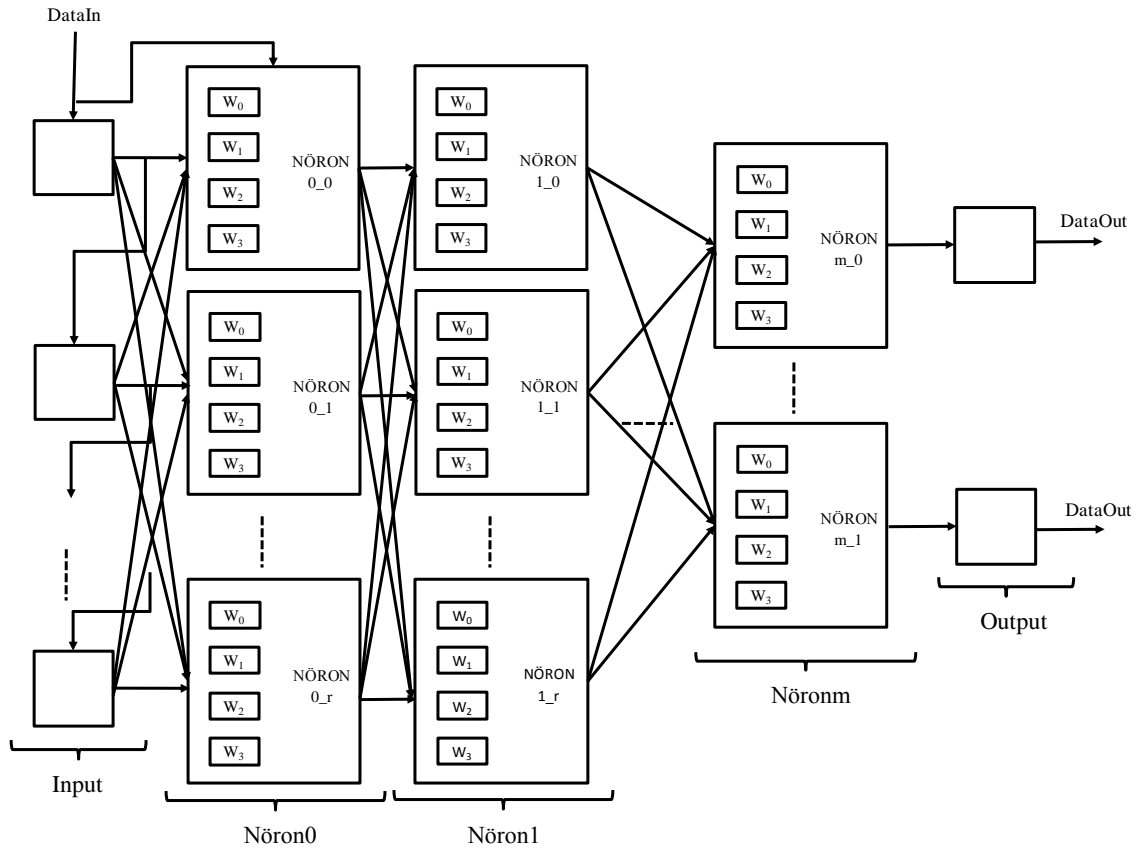 DataIn
W0
W1
W2
W3
NÖRON
0_0
W0
W1
W2
W3
NÖRON
1_0
W0
W1
W2
W3
NÖRON
m_0
DataOut
W0
W1
W2
W3
NÖRON
0_1
W0
W1
W2
W3
NÖRON
1_1
W0
W1
W2
W3
NÖRON
m_1
DataOut
W0
W1
W2
W3
NÖRON
0_r
W0
W1
W2
W3
NÖRON
1_r
Output
Nöronm
Input
Nöron0
Nöron1